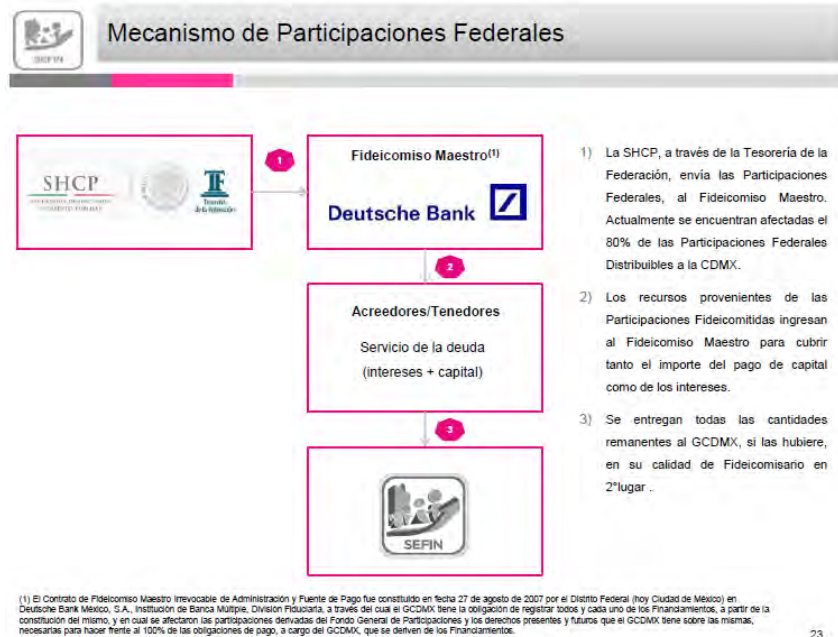 SEFIN
Mecanismo de Participaciones Federales
SHCP
1
Fideicomiso Maestro(1)
Deutsche Bank
2
Acreedores/Tenedores
Servicio de la deuda
(intereses + capital)
3
SEFIN
1) La SHCP, a través de la Tesorería de la
Federación, envía las Participaciones
Federales, al Fideicomiso Maestro.
Actualmente se encuentran afectadas el
80% de las Participaciones Federales
Distribuibles a la CDMX.
2) Los recursos provenientes de las
Participaciones Fideicomitidas ingresan
al Fideicomiso Maestro para cubrir
tanto el importe del pago de capital
como de los intereses.
3) Se entregan todas las cantidades
remanentes al GCDMX, si las hubiere,
en su calidad de Fideicomisario en
2°lugar .
(1) El Contrato de Fideicomiso Maestro Irrevocable de Administración y Fuente de Pago fue constituido en fecha 27 de agosto de 2007 por el Distrito Federal (hoy Ciudad de México) en
Deutsche Bank México, S.A., Institución de Banca Múltiple, División Fiduciaria, a través del cual el GCDMX tiene la obligación de registrar todos y cada uno de los Financiamientos, a partir de la
constitución del mismo, y en cual se afectaron las participaciones derivadas del Fondo General de Participaciones y los derechos presentes y futuros que el GCDMX tiene sobre las mismas,
necesarias para hacer frente al 100% de las obligaciones de pago, a cargo del GCDMX, que se deriven de los Financiamientos.
23